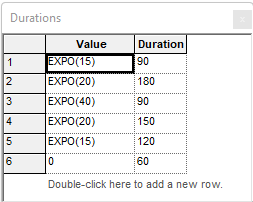 Durations x
Value Duration
1 EXPO(15) 90
2 EXPO(20) 180
3 EXPO(40) 90
4 EXPO(20) 150
5 EXPO(15) 120
6 0 60
Double-click here to add a new row.